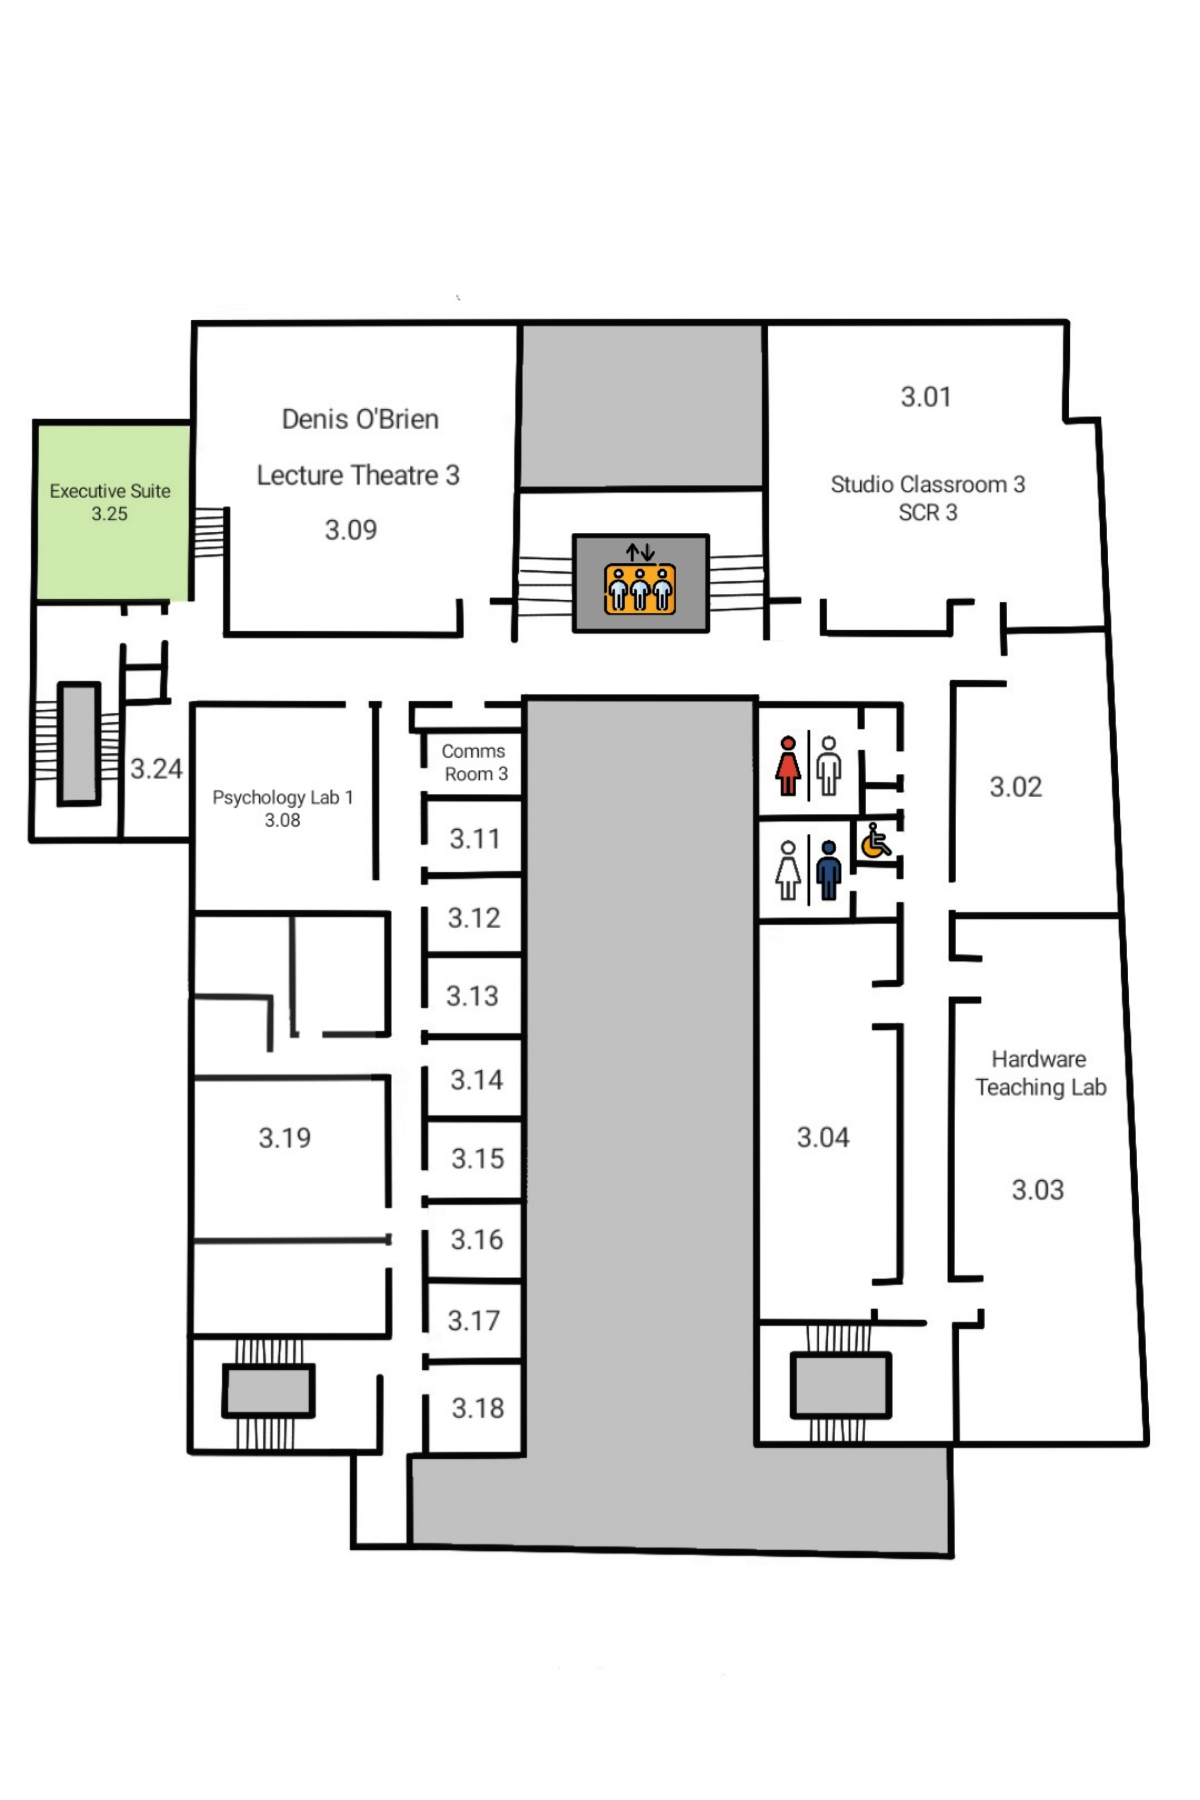 3.01
Denis O'Brien
Lecture Theatre 3
3.09
Studio Classroom 3
SCR 3
Executive Suite
3.25
3.24
Psychology Lab 1
3.08
Comms
Room 3
3.11
3.12
3.13
3.14
3.15
3.16
3.17
3.18
3.19
3.02
Hardware
Teaching Lab
3.03
3.04